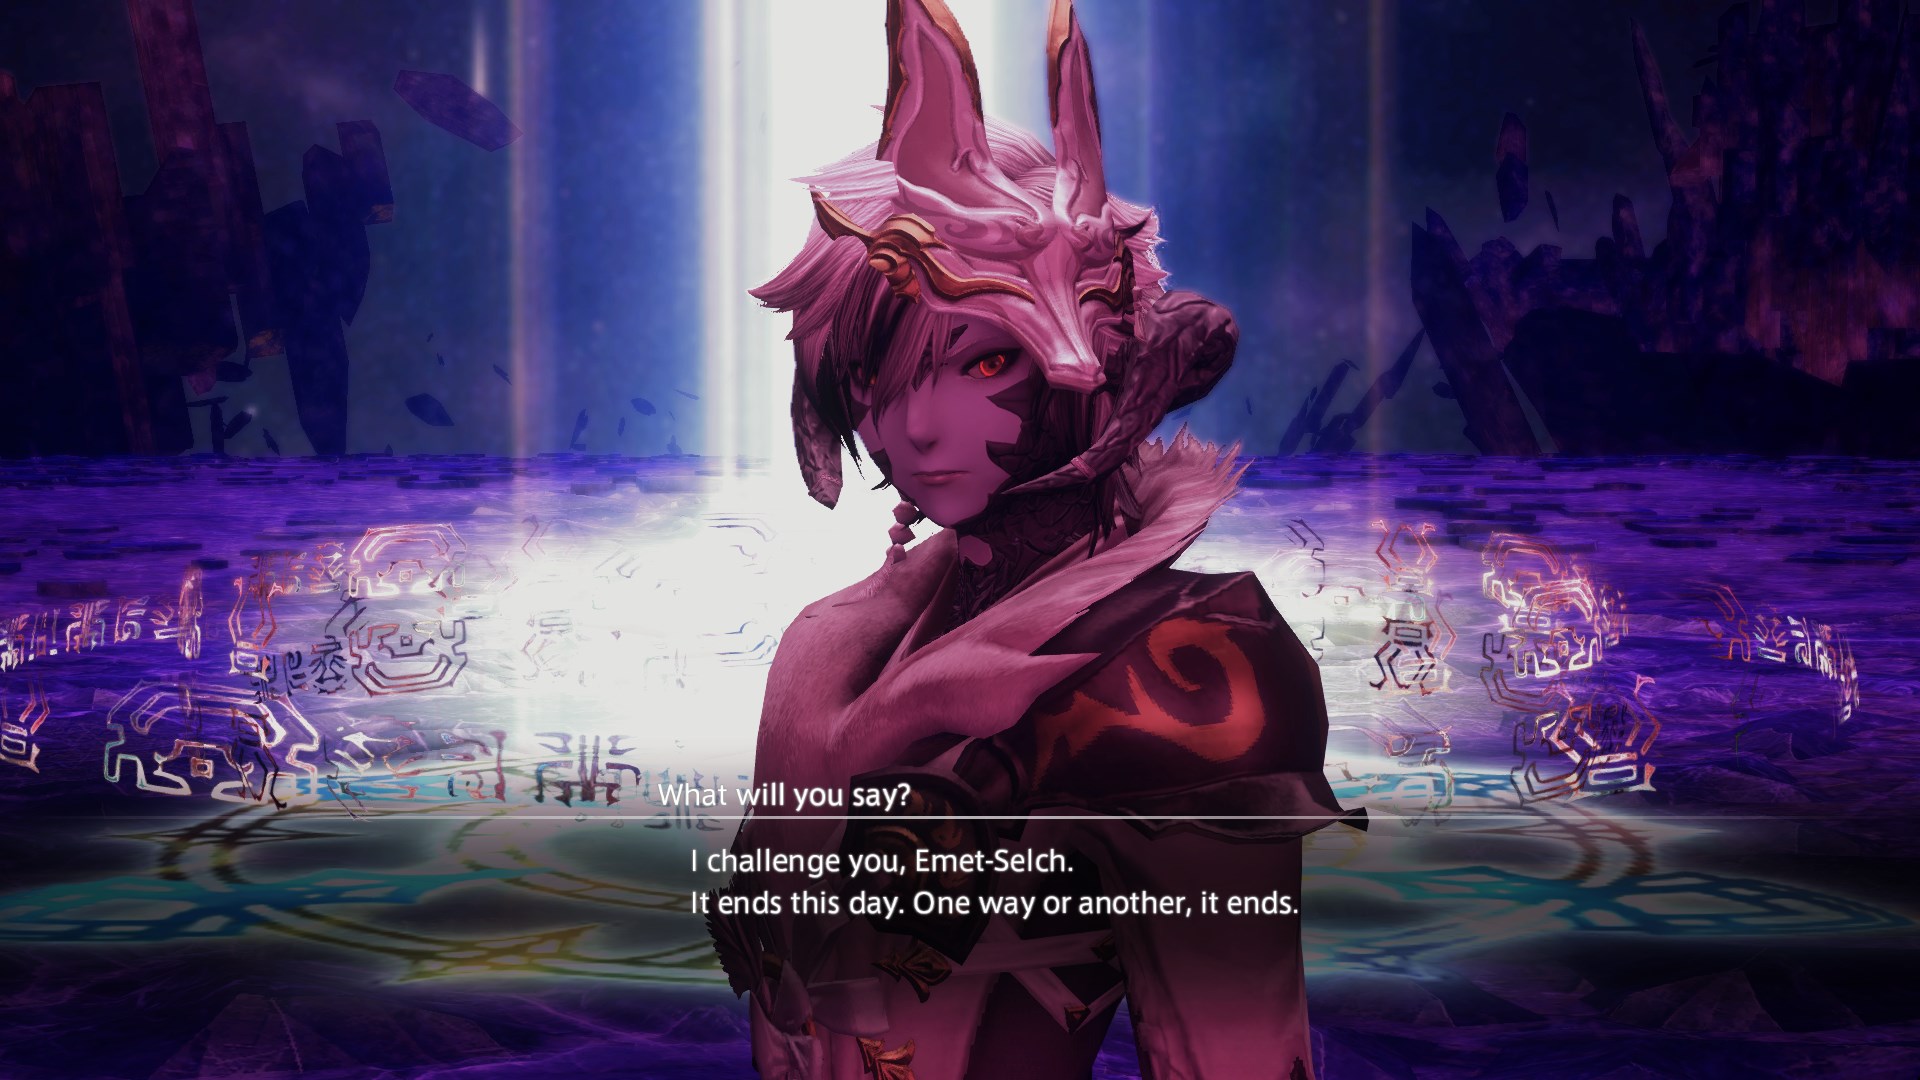 What will you say?
I challenge you, Emet-Selch.
It ends this day. One way or another, it ends.